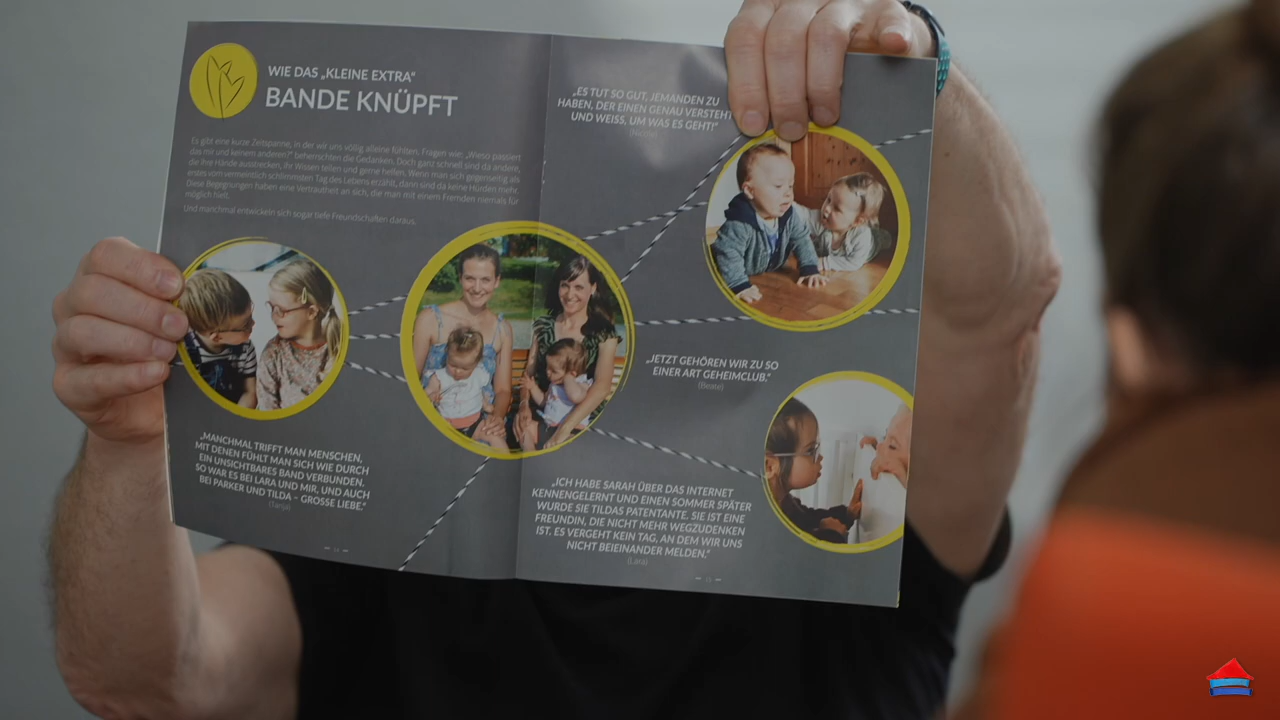 WIE DAS „KLEINE EXTRA“
BANDE KNÜPFT
Es gibt eine kurze Zeitspanne, in der wir uns völlig alleine fühlten. Fragen wie: „Wieso passiert
das mir und keinem anderen?“ beherrschten die Gedanken. Doch ganz schnell sind da andere,
die ihre Hände ausstrecken, ihr Wissen teilen und gerne helfen. Wenn man sich gegenseitig als
erstes vom vermeintlich schlimmsten Tag des Lebens erzählt, dann sind da keine Hürden mehr.
Diese Begegnungen haben eine Vertrautheit an sich, die man mit einem Fremden niemals für
möglich hielt.
Und manchmal entwickeln sich sogar tiefe Freundschaften daraus.
„MANCHMAL TRIFFT MAN MENSCHEN,
MIT DENEN FÜHLT MAN SICH WIE DURCH
EIN UNSICHTBARES BAND VERBUNDEN.
SO WAR ES BEI LARA UND MIR, UND AUCH
BEI PARKER UND TILDA – GROSSE LIEBE.“
(Tanja)
„ES TUT SO GUT, JEMANDEN ZU
HABEN, DER EINEN GENAU VERSTEHT
UND WEISS, UM WAS ES GEHT!“
„JETZT GEHÖREN WIR ZU SO
EINER ART GEHEIMCLUB.“
(Beate)
„ICH HABE SARAH ÜBER DAS INTERNET
KENNENGELERNT UND EINEN SOMMER SPÄTER
WURDE SIE TILDAS PATENTANTE. SIE IST EINE
FREUNDIN, DIE NICHT MEHR WEGZUDENKEN
IST. ES VERGEHT KEIN TAG, AN DEM WIR UNS
NICHT BEIEINANDER MELDEN.“
(Lara)